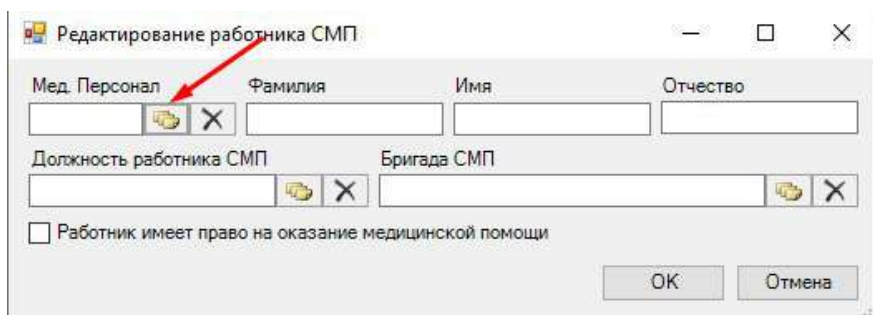 Редактирование работника СМП
Мед. Персонал Фамилия Имя Отчество
Должность работника СМП Бригада СМП
Работник имеет право на оказание медицинской помощи
OK Отмена